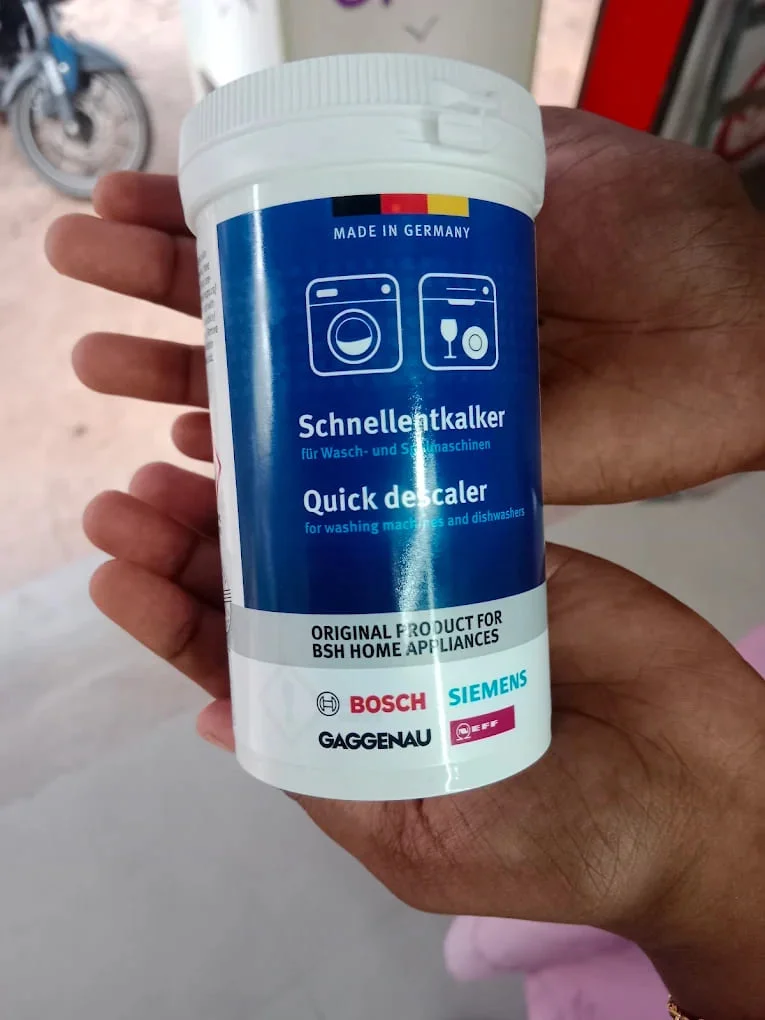 MADE IN GERMANY
Schnellentkalker
für Wasch- und Spülmaschinen
Quick descaler
for washing machines and dishwashers
ORIGINAL PRODUCT FOR
BSH HOME APPLIANCES
BOSCH
SIEMENS
GAGGENAU
NEFF